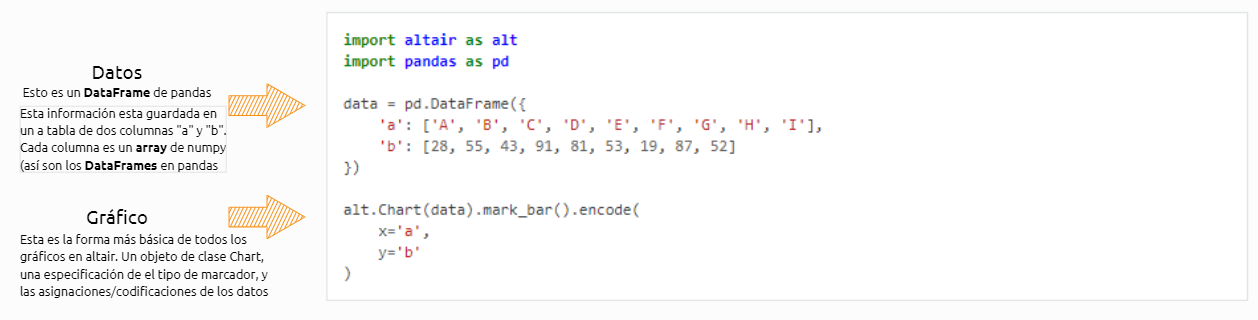 Datos
Esto es un DataFrame de pandas
Esta información esta guardada en
un a tabla de dos columnas "a" y "b".
Cada columna es un array de numpy
(así son los DataFrames en pandas
Gráfico
Esta es la forma más básica de todos los
gráficos en altair. Un objeto de clase Chart,
una especificación de el tipo de marcador, y
las asignaciones/codificaciones de los datos
import altair as alt
import pandas as pd
data = pd.DataFrame({
    'a': ['A', 'B', 'C', 'D', 'E', 'F', 'G', 'H', 'I'],
    'b': [28, 55, 43, 91, 81, 53, 19, 87, 52]
})
alt.Chart(data).mark_bar().encode(
    x='a',
    y='b'
)